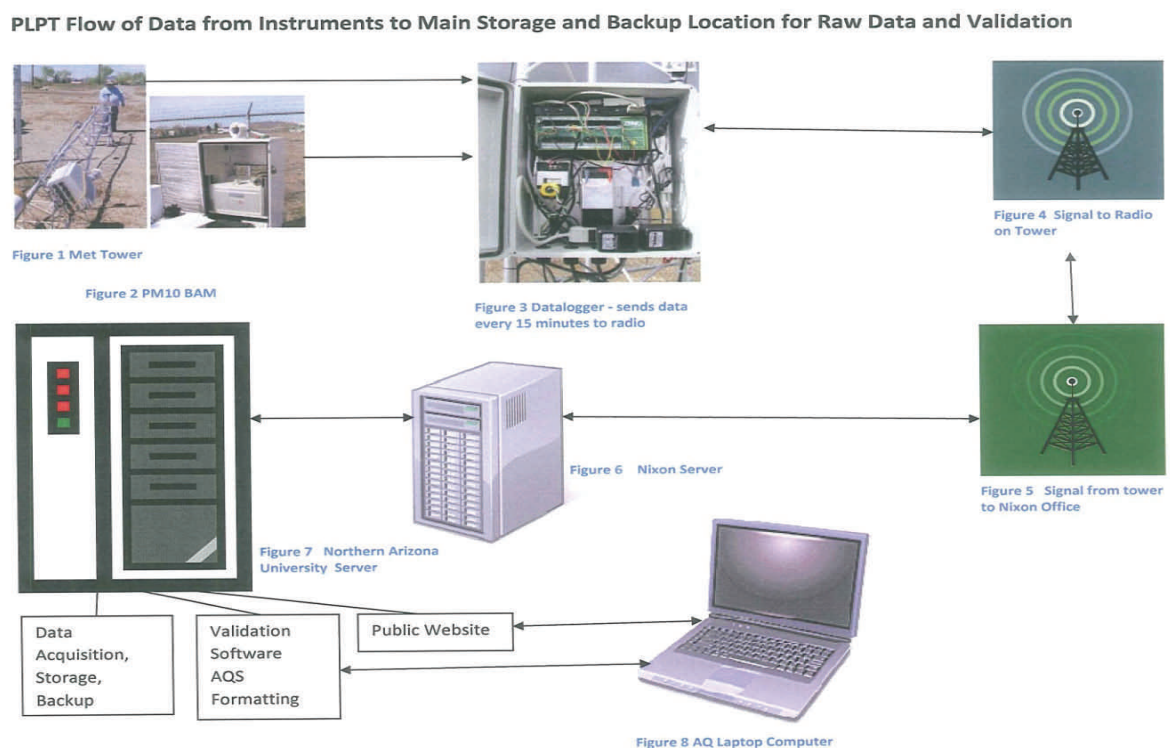 PLPT Flow of Data from Instruments to Main Storage and Backup Location for Raw Data and Validation
Figure 1 Met Tower
Figure 2 PM10 BAM
Figure 3 Datalogger - sends data
every 15 minutes to radio
Figure 4 Signal to Radio
on Tower
Figure 5 Signal from tower
to Nixon Office
Figure 6 Nixon Server
Figure 7 Northern Arizona
University Server
Data
Acquisition,
Storage,
Backup
Validation
Software
AQS
Formatting
Public Website
Figure 8 AQ Laptop Computer